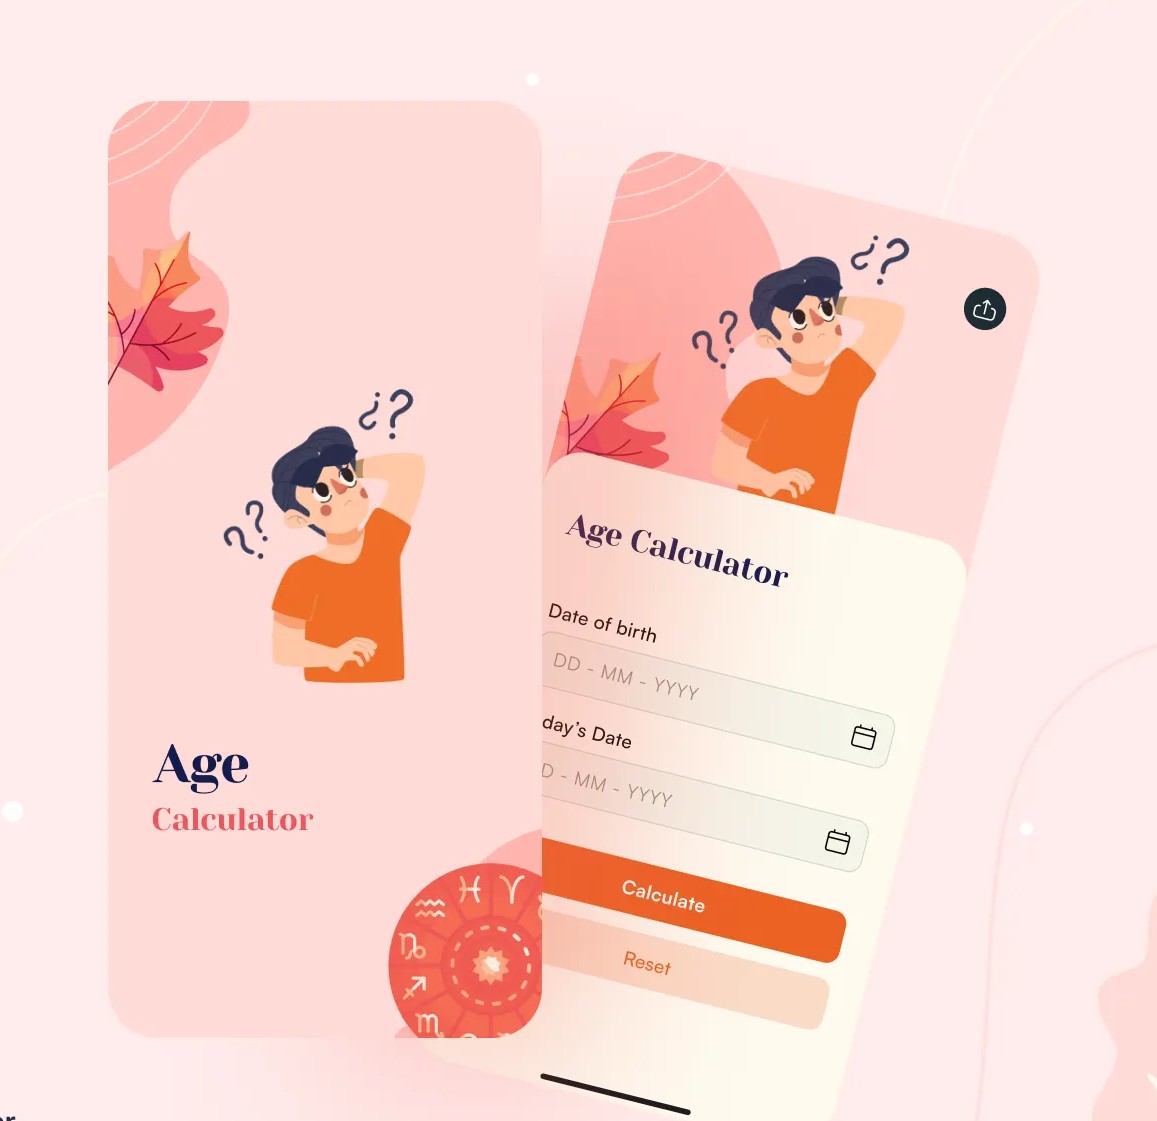 Age
Calculator
Age Calculator
Date of birth
DD - MM - YYYY
day's Date
D - MM - YYYY
Calculate
Reset